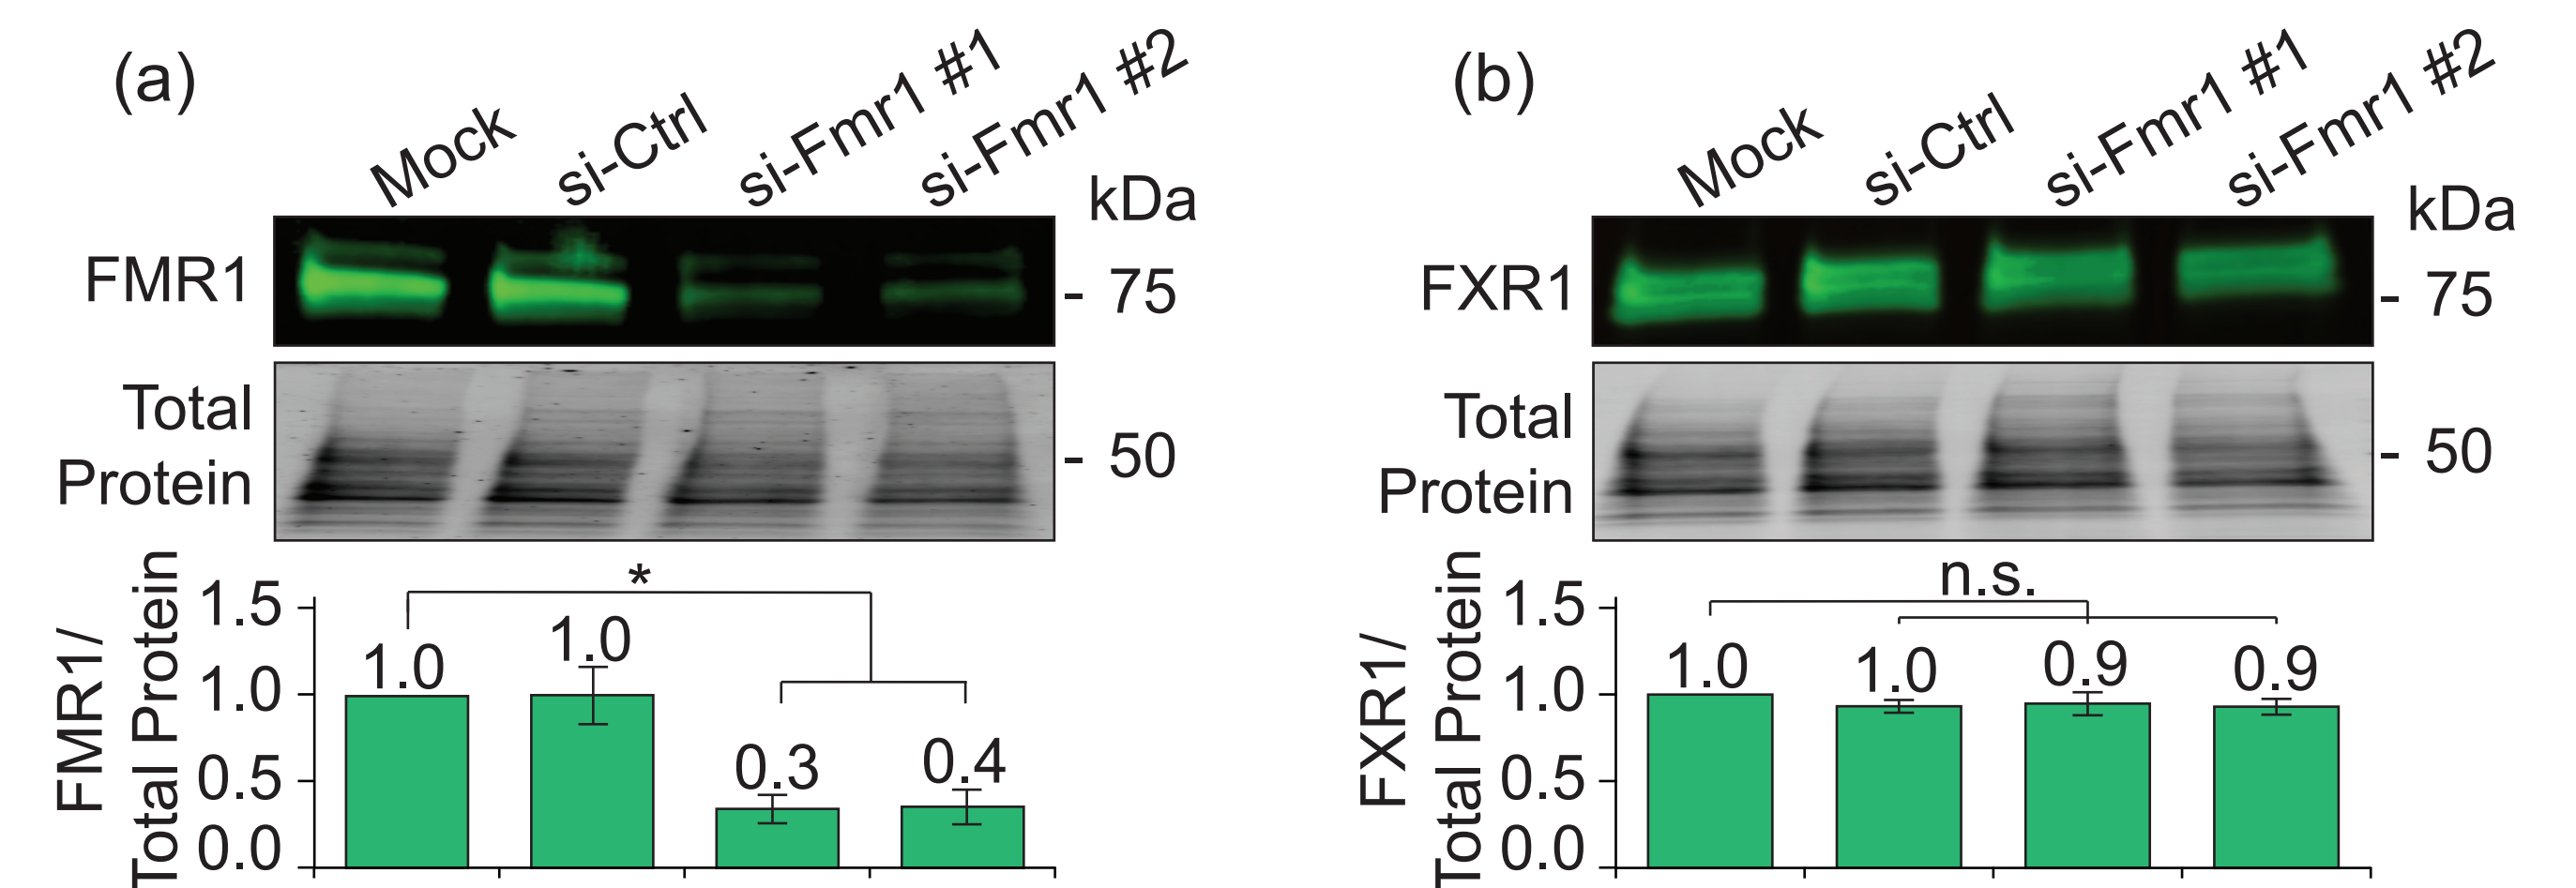 (a)
Mock
si-Ctrl
si-Fmr1 #1
si-Fmr1 #2
kDa
FMR1
- 75
Total
Protein
- 50
FMR1/
Total Protein
1.5
1.0
0.5
0.0
*
1.0
1.0
0.3
0.4
(b)
Mock
si-Ctrl
si-Fmr1 #1
si-Fmr1 #2
kDa
FXR1
- 75
Total
Protein
- 50
FXR1/
Total Protein
1.5
1.0
0.5
0.0
n.s.
1.0
1.0
0.9
0.9